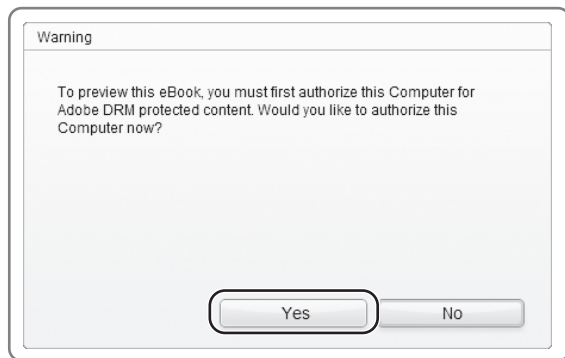 Warning
To preview this eBook, you must first authorize this Computer for
Adobe DRM protected content. Would you like to authorize this
Computer now?
Yes No